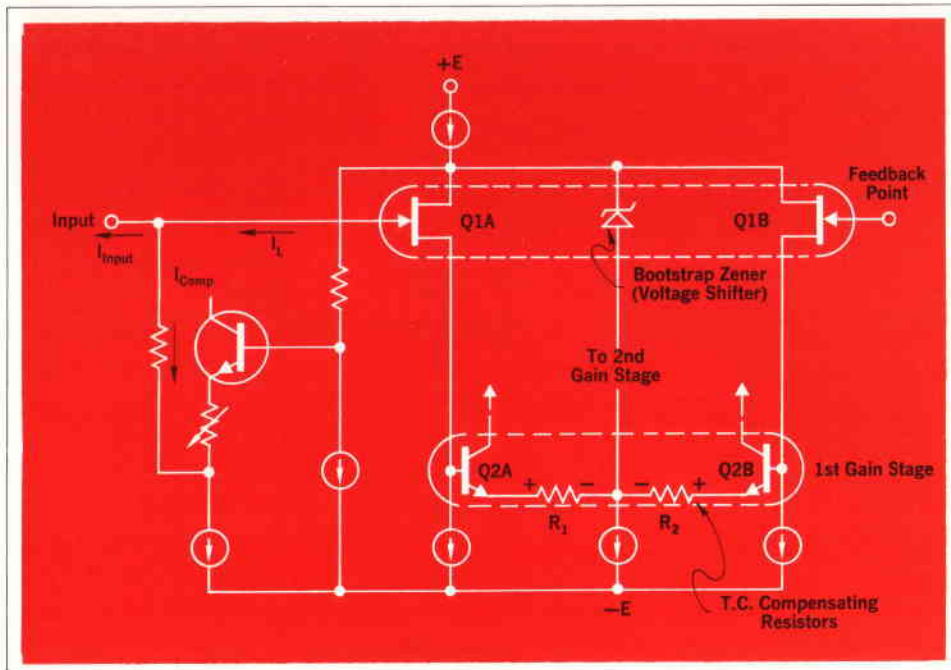 +E
Feedback
Point
Input
Q1A
Q1B
I_L
I_Input
I_Comp
Bootstrap Zener
(Voltage Shifter)
To 2nd
Gain Stage
Q2A
Q2B
1st Gain Stage
+ − − +
R₁
R₂
−E
T.C. Compensating
Resistors